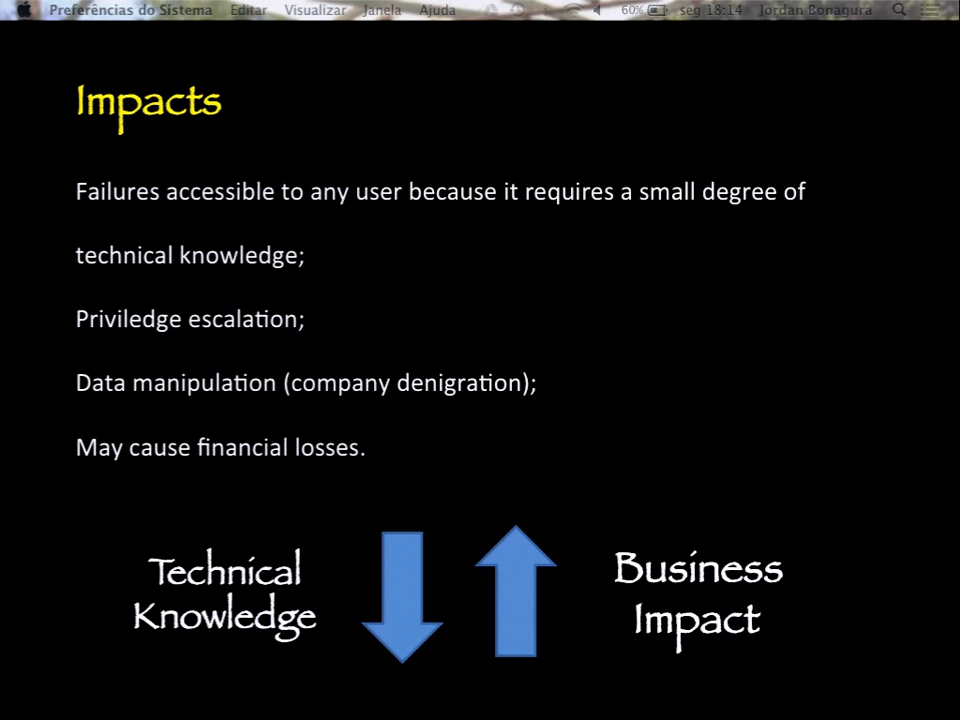 Preferências do Sistema Editar Visualizar Janela Ajuda 60% seg 18:14 Jordan Bonagura
Impacts
Failures accessible to any user because it requires a small degree of
technical knowledge;
Priviledge escalation;
Data manipulation (company denigration);
May cause financial losses.
Technical
Knowledge
Business
Impact